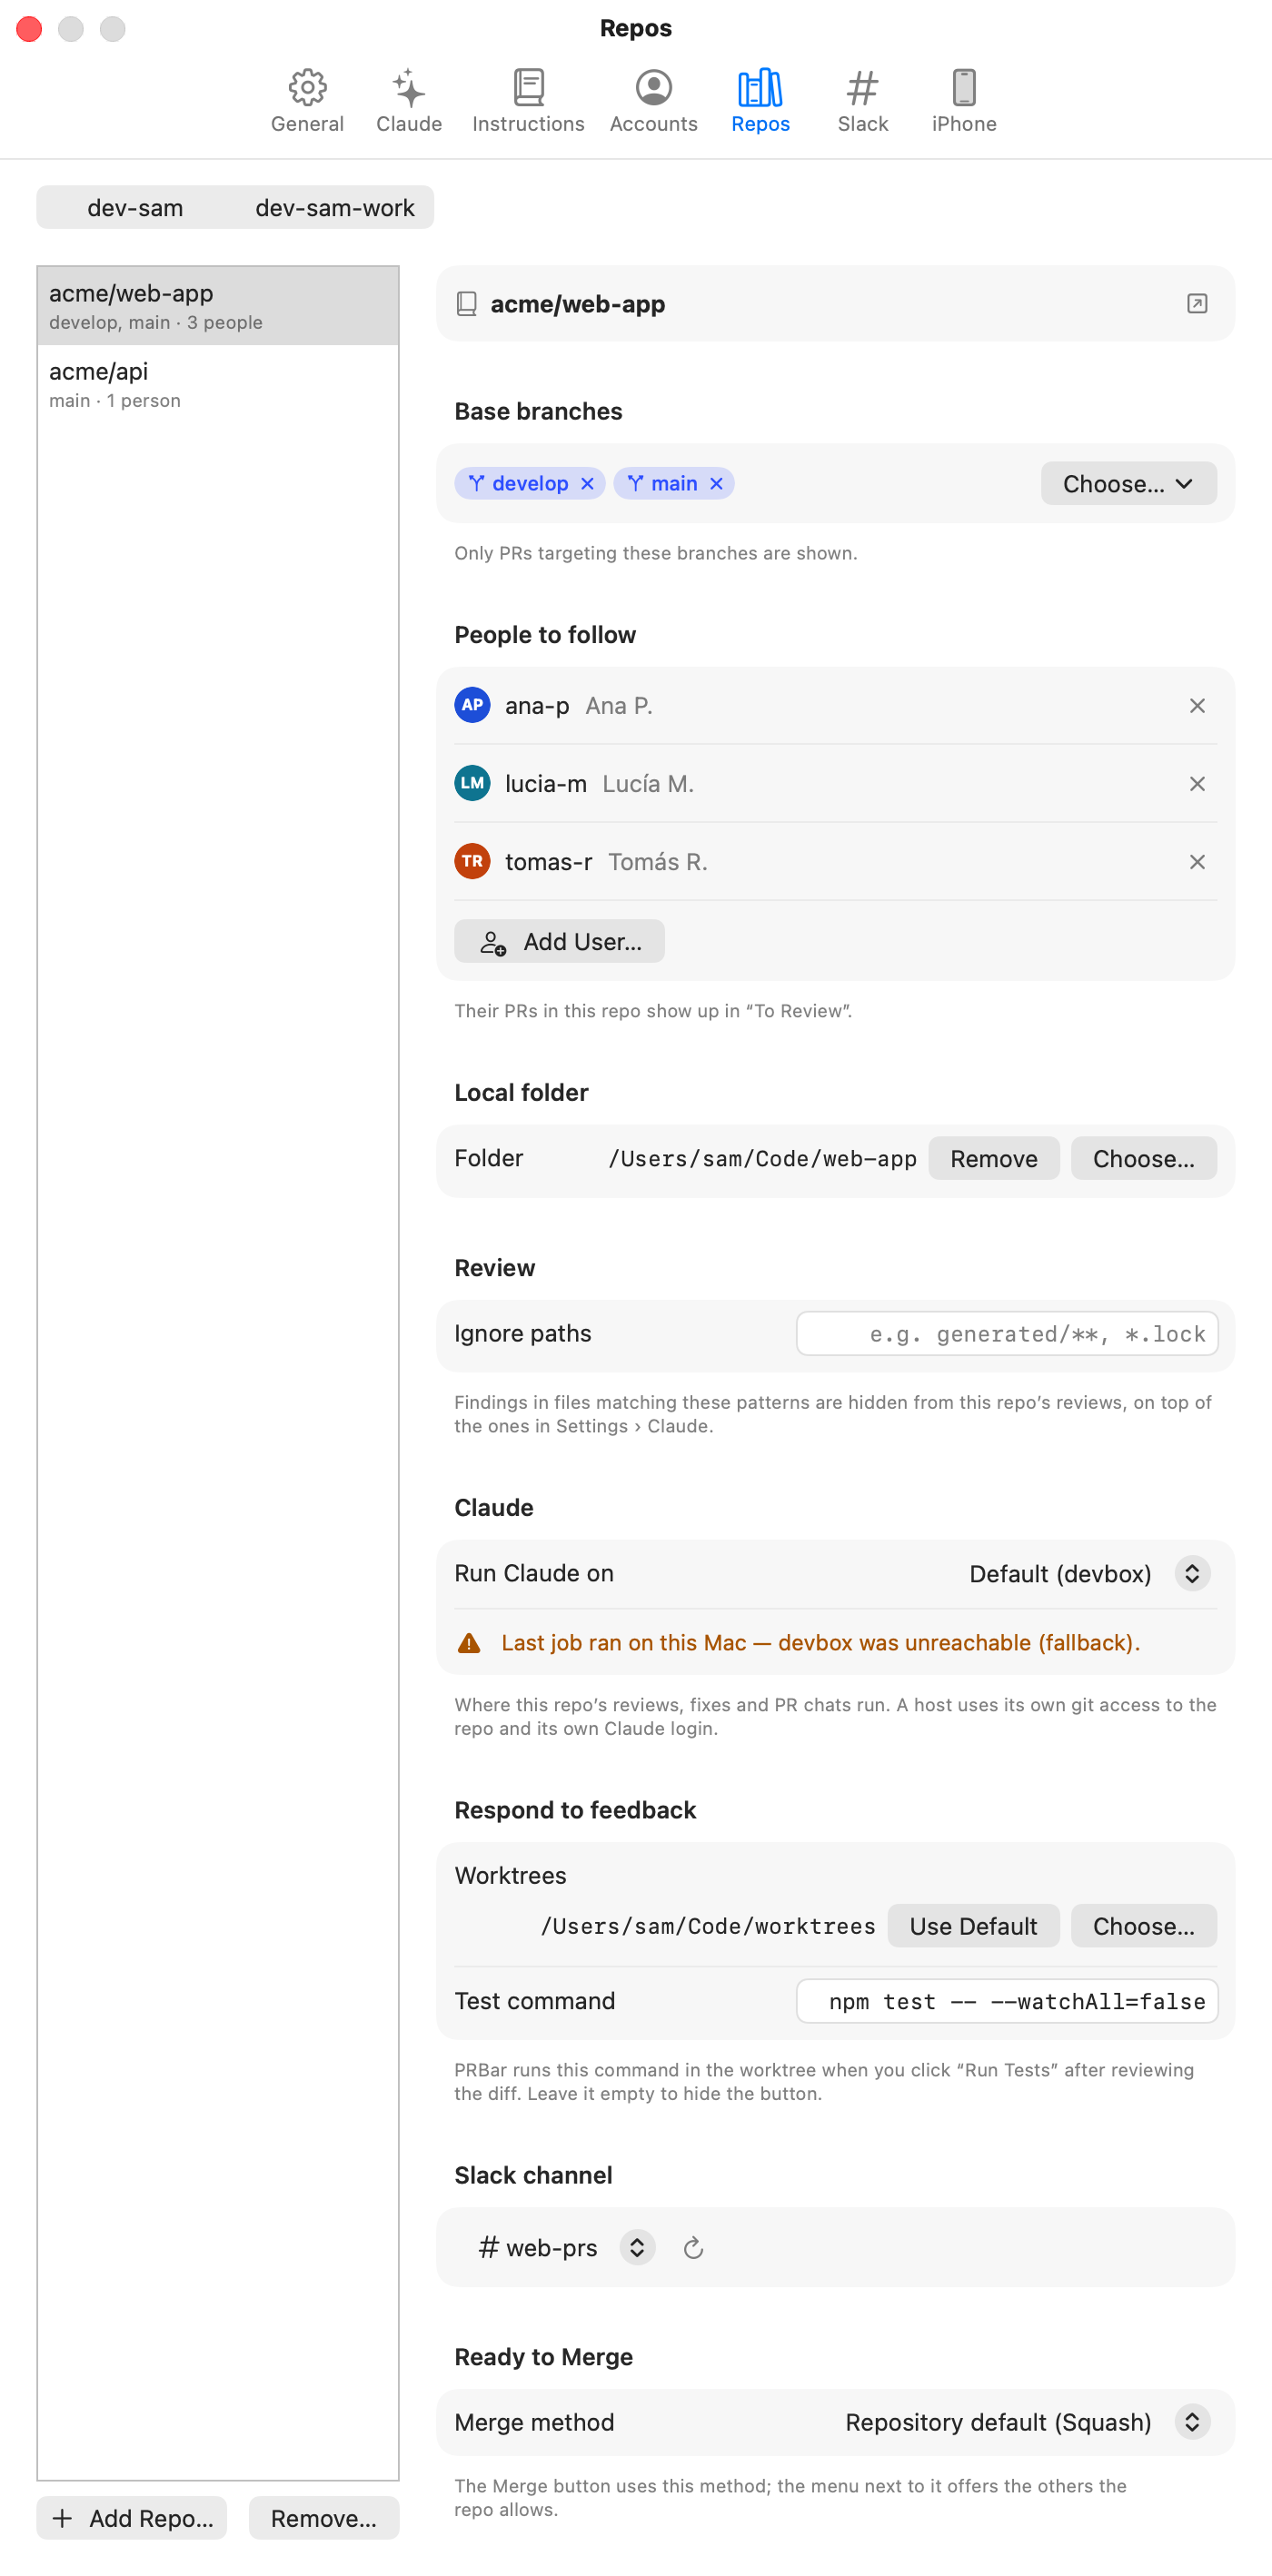 Repos
General
Claude
Instructions
Accounts
Repos
Slack
iPhone
dev-sam
dev-sam-work
acme/web-app
develop, main · 3 people
acme/api
main · 1 person
acme/web-app
Base branches
develop
main
Choose...
Only PRs targeting these branches are shown.
People to follow
AP ana-p Ana P.
LM lucia-m Lucía M.
TR tomas-r Tomás R.
Add User...
Their PRs in this repo show up in “To Review”.
Local folder
Folder /Users/sam/Code/web-app Remove Choose...
Review
Ignore paths e.g. generated/**, *.lock
Findings in files matching these patterns are hidden from this repo’s reviews, on top of
the ones in Settings › Claude.
Claude
Run Claude on Default (devbox)
Last job ran on this Mac — devbox was unreachable (fallback).
Where this repo’s reviews, fixes and PR chats run. A host uses its own git access to the
repo and its own Claude login.
Respond to feedback
Worktrees
/Users/sam/Code/worktrees Use Default Choose...
Test command npm test -- --watchAll=false
PRBar runs this command in the worktree when you click “Run Tests” after reviewing
the diff. Leave it empty to hide the button.
Slack channel
# web-prs
Ready to Merge
Merge method Repository default (Squash)
The Merge button uses this method; the menu next to it offers the others the
repo allows.
+ Add Repo...
Remove...